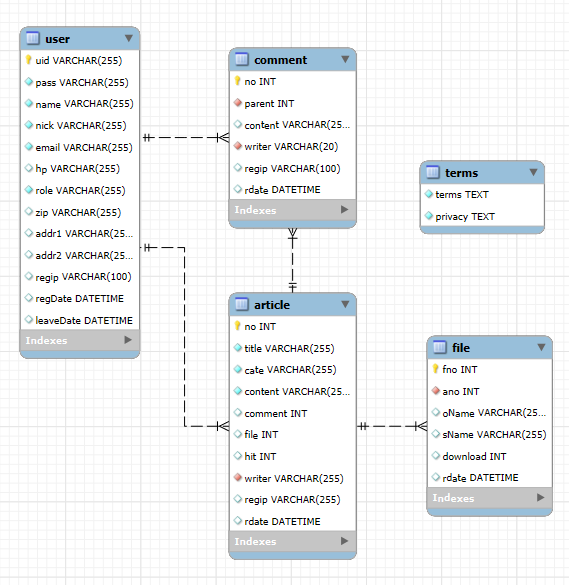 user
uid VARCHAR(255)
pass VARCHAR(255)
name VARCHAR(255)
nick VARCHAR(255)
email VARCHAR(255)
hp VARCHAR(255)
role VARCHAR(255)
zip VARCHAR(255)
addr1 VARCHAR(25...
addr2 VARCHAR(25...
regip VARCHAR(100)
regDate DATETIME
leaveDate DATETIME
Indexes
comment
no INT
parent INT
content VARCHAR(25...
writer VARCHAR(20)
regip VARCHAR(100)
rdate DATETIME
Indexes
terms
terms TEXT
privacy TEXT
article
no INT
title VARCHAR(255)
cate VARCHAR(255)
content VARCHAR(25...
comment INT
file INT
hit INT
writer VARCHAR(255)
regip VARCHAR(255)
rdate DATETIME
Indexes
file
fno INT
ano INT
oName VARCHAR(25...
sName VARCHAR(255)
download INT
rdate DATETIME
Indexes